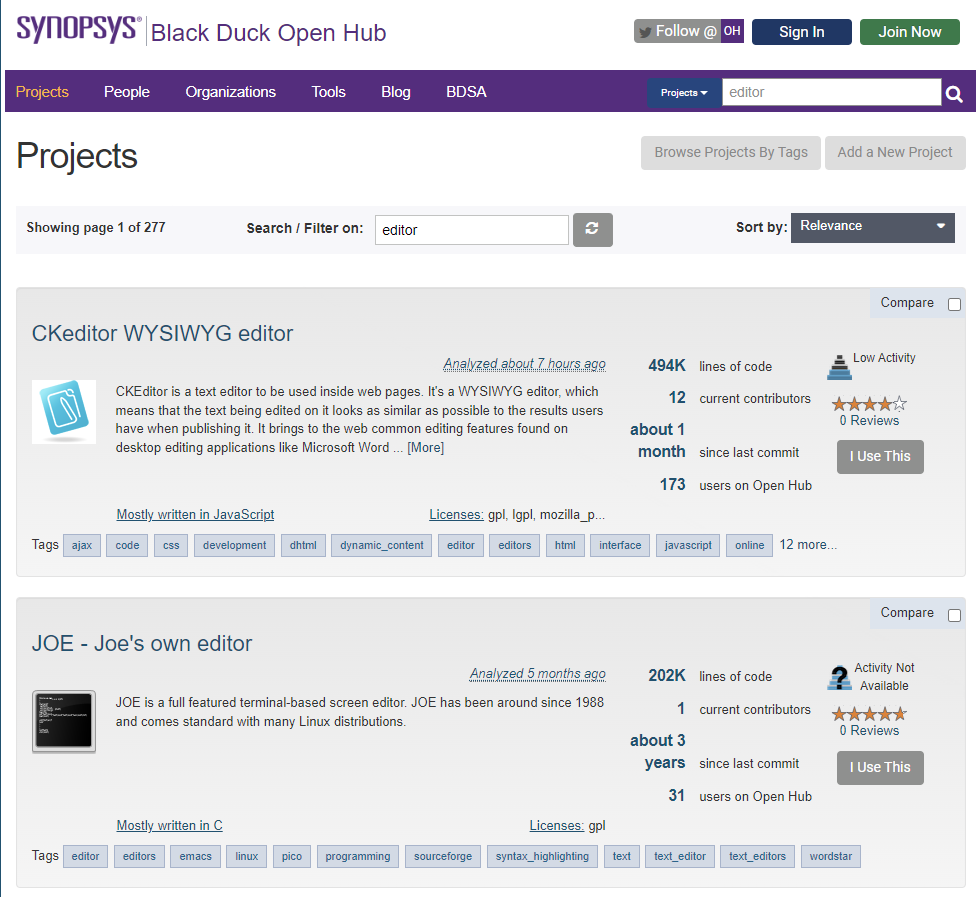 SYNOPSYS® Black Duck Open Hub
Follow @ OH
Sign In
Join Now
Projects People Organizations Tools Blog BDSA
Projects
editor
Projects
Browse Projects By Tags
Add a New Project
Showing page 1 of 277
Search / Filter on: editor
Sort by: Relevance
Compare
CKeditor WYSIWYG editor
Analyzed about 7 hours ago
CKEditor is a text editor to be used inside web pages. It's a WYSIWYG editor, which
means that the text being edited on it looks as similar as possible to the results users
have when publishing it. It brings to the web common editing features found on
desktop editing applications like Microsoft Word ... [More]
494K lines of code
12 current contributors
about 1
month since last commit
173 users on Open Hub
Low Activity
0 Reviews
I Use This
Mostly written in JavaScript
Licenses: gpl, lgpl, mozilla_p...
Tags ajax code css development dhtml dynamic_content editor editors html interface javascript online 12 more...
Compare
JOE - Joe's own editor
Analyzed 5 months ago
JOE is a full featured terminal-based screen editor. JOE has been around since 1988
and comes standard with many Linux distributions.
202K lines of code
1 current contributors
about 3
years since last commit
31 users on Open Hub
Activity Not
Available
0 Reviews
I Use This
Mostly written in C
Licenses: gpl
Tags editor editors emacs linux pico programming sourceforge syntax_highlighting text text_editor text_editors wordstar